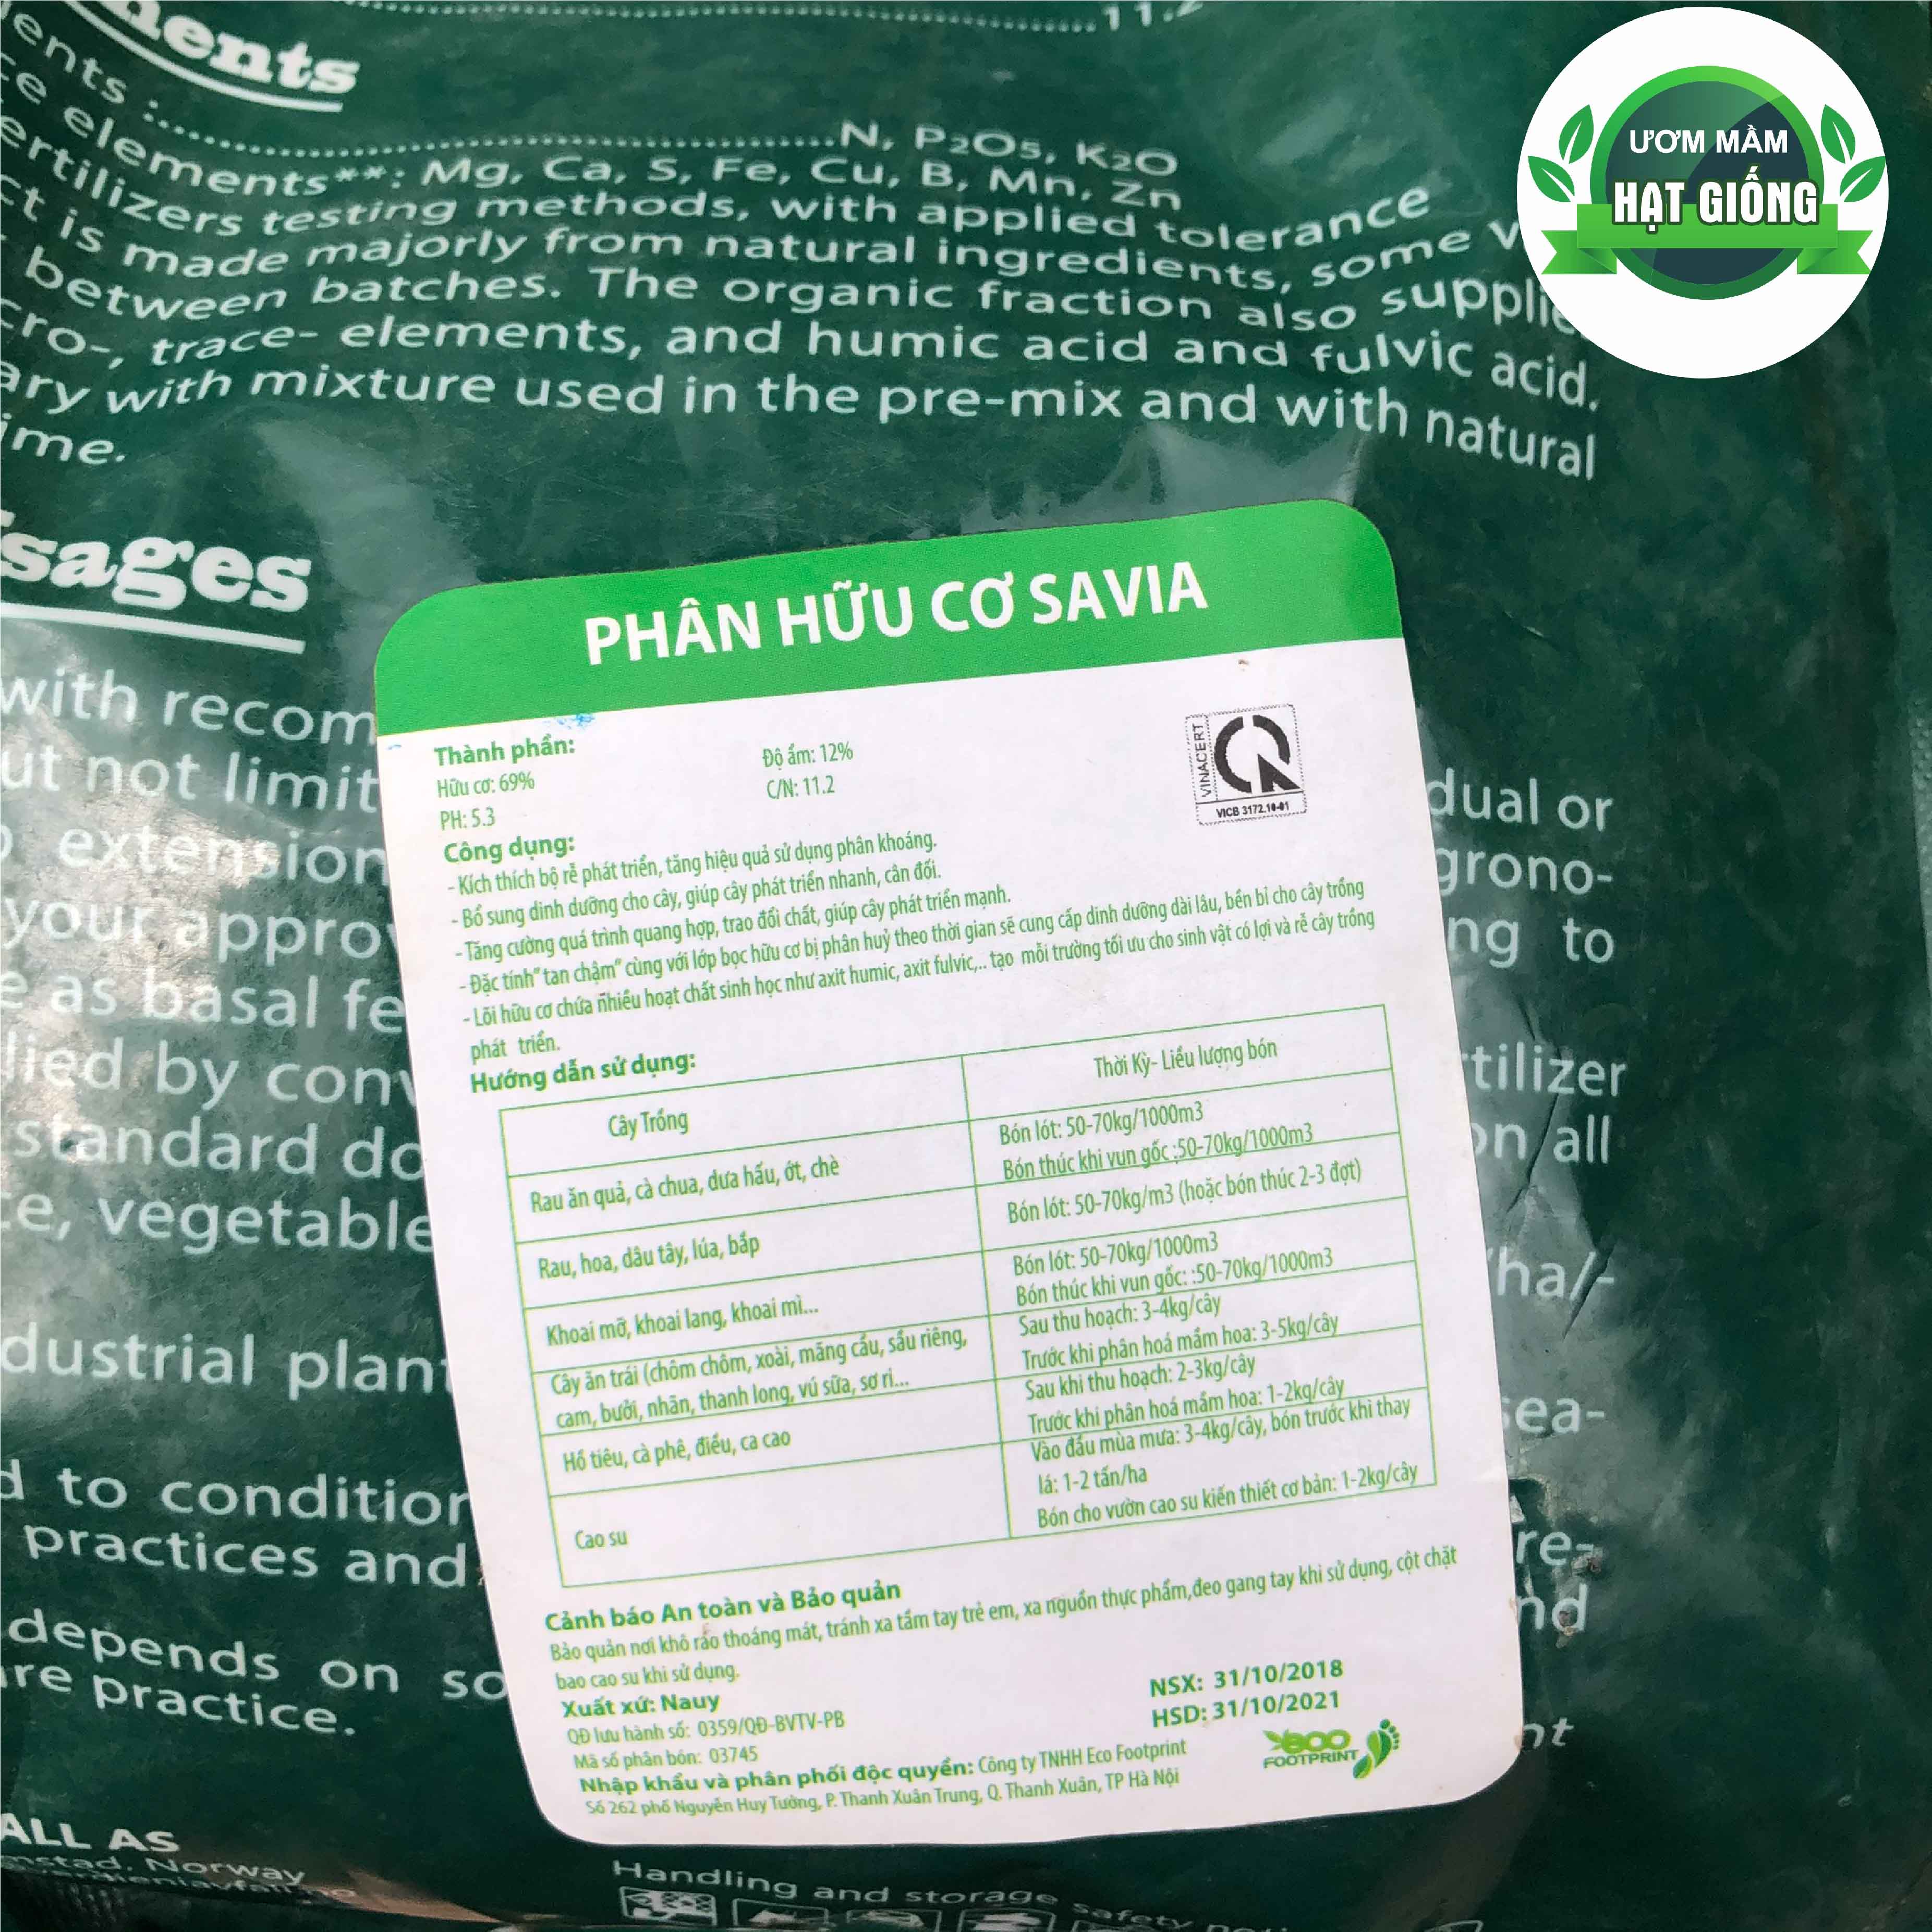 11.2
ents
ents :..........N, P2O5, K2O
elements**: Mg, Ca, S, Fe, Cu, B, Mn, Zn
testing methods, with applied tolerance
is made majorly from natural ingredients, some
between batches. The organic fraction also
trace- elements, and humic acid and fulvic acid.
with mixture used in the pre-mix and with natural
ƯƠM MẦM
HẠT GIỐNG
sages
with recom
ut not limit
dual or
extension
grono-
your appro
ng to
as basal fe
by con
tilizer
standard do
on all
vegetable
ha/-
dustrial plant
sea-
to condition
practices and
re-
depends on so
nd
practice.
nt
PHÂN HỮU CƠ SAVIA
Thành phần:
Hữu cơ: 69% Độ ẩm: 12%
PH: 5.3 C/N: 11.2
VINACERT
VICB 3172.10-01
Công dụng:
- Kích thích bộ rễ phát triển, tăng hiệu quả sử dụng phân khoáng.
- Bổ sung dinh dưỡng cho cây, giúp cây phát triển nhanh, cân đối.
- Tăng cường quá trình quang hợp, trao đổi chất, giúp cây phát triển mạnh.
- Đặc tính"tan chậm" cùng với lớp bọc hữu cơ bị phân huỷ theo thời gian sẽ cung cấp dinh dưỡng dài lâu, bền bỉ cho cây trồng
- Lõi hữu cơ chứa nhiều hoạt chất sinh học như axit humic, axit fulvic,.. tạo môi trường tối ưu cho sinh vật có lợi và rễ cây trồng
phát triển.
Hướng dẫn sử dụng:
Cây Trồng Thời Kỳ- Liều lượng bón
Rau ăn quả, cà chua, dưa hấu, ớt, chè
Bón lót: 50-70kg/1000m3
Bón thúc khi vun gốc :50-70kg/1000m3
Rau, hoa, dâu tây, lúa, bắp
Bón lót: 50-70kg/m3 (hoặc bón thúc 2-3 đợt)
Khoai mỡ, khoai lang, khoai mì...
Bón lót: 50-70kg/1000m3
Bón thúc khi vun gốc: :50-70kg/1000m3
Cây ăn trái (chôm chôm, xoài, mãng cầu, sầu riêng,
cam, bưởi, nhãn, thanh long, vú sữa, sơ ri...
Sau thu hoạch: 3-4kg/cây
Trước khi phân hoá mầm hoa: 3-5kg/cây
Hồ tiêu, cà phê, điều, ca cao
Sau khi thu hoạch: 2-3kg/cây
Trước khi phân hoá mầm hoa: 1-2kg/cây
Cao su
Vào đầu mùa mưa: 3-4kg/cây, bón trước khi thay
lá: 1-2 tấn/ha
Bón cho vườn cao su kiến thiết cơ bản: 1-2kg/cây
Cảnh báo An toàn và Bảo quản
Bảo quản nơi khô ráo thoáng mát, tránh xa tầm tay trẻ em, xa nguồn thực phẩm,đeo gang tay khi sử dụng, cột chặt
bao cao su khi sử dụng.
Xuất xứ: Nauy
NSX: 31/10/2018
QĐ lưu hành số: 0359/QĐ-BVTV-PB
HSD: 31/10/2021
Mã số phân bón: 03745
Nhập khẩu và phân phối độc quyền: Công ty TNHH Eco Footprint
Số 262 phố Nguyễn Huy Tưởng, P. Thanh Xuân Trung, Q. Thanh Xuân, TP Hà Nội
eco
FOOTPRINT
ALL AS
Norway
Handling and storage safety